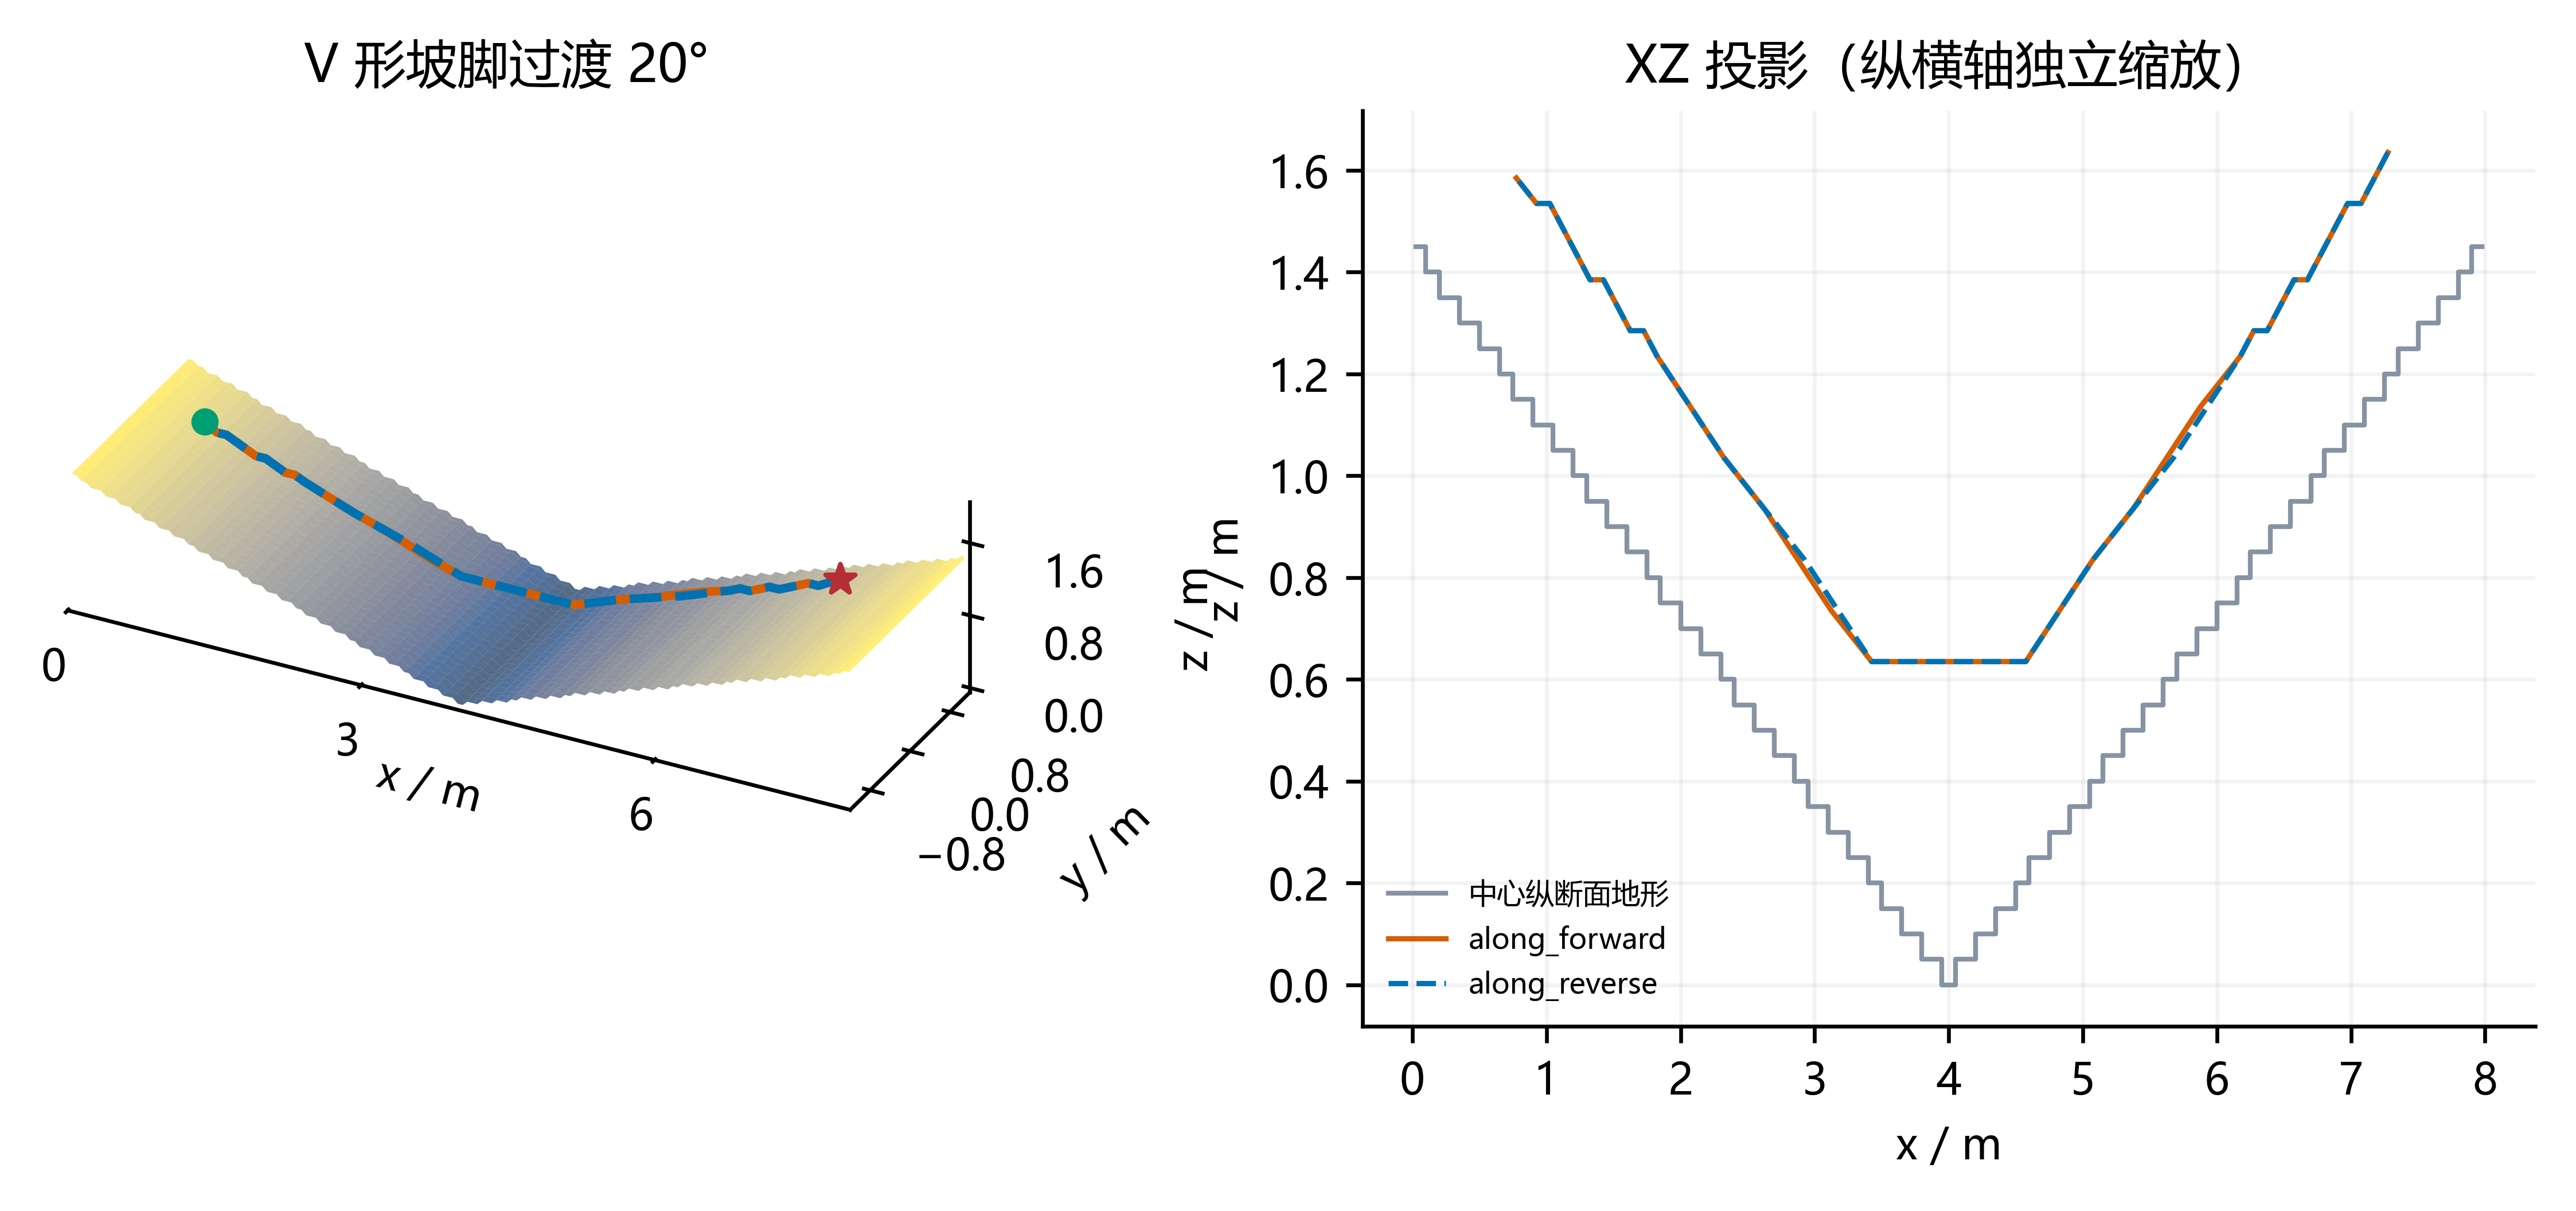 V 形坡脚过渡 20°
0
3
6
x / m
−0.8
0.0
0.8
y / m
0.0
0.8
1.6
z / m
XZ 投影（纵横轴独立缩放）
1.6
1.4
1.2
1.0
0.8
0.6
0.4
0.2
0.0
z / m
中心纵断面地形
along_forward
along_reverse
0 1 2 3 4 5 6 7 8
x / m